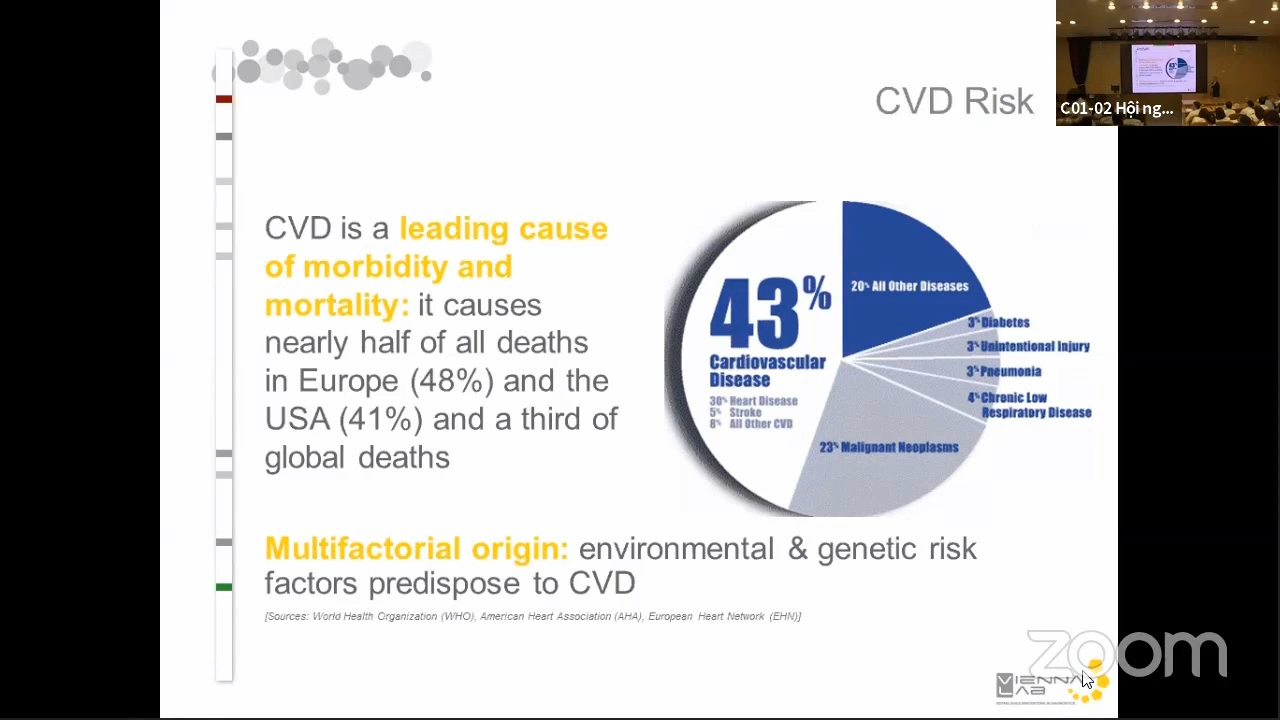 CVD Risk
C01-02 Hội ng...
CVD is a leading cause
of morbidity and
mortality: it causes
nearly half of all deaths
in Europe (48%) and the
USA (41%) and a third of
global deaths
43%
Cardiovascular
Disease
30% Heart Disease
5% Stroke
8% All Other CVD
20% All Other Diseases
3% Diabetes
3% Unintentional Injury
3% Pneumonia
4% Chronic Low
Respiratory Disease
23% Malignant Neoplasms
Multifactorial origin: environmental & genetic risk
factors predispose to CVD
[Sources: World Health Organization (WHO), American Heart Association (AHA), European Heart Network (EHN)]
zoom
VIENNA
LAB